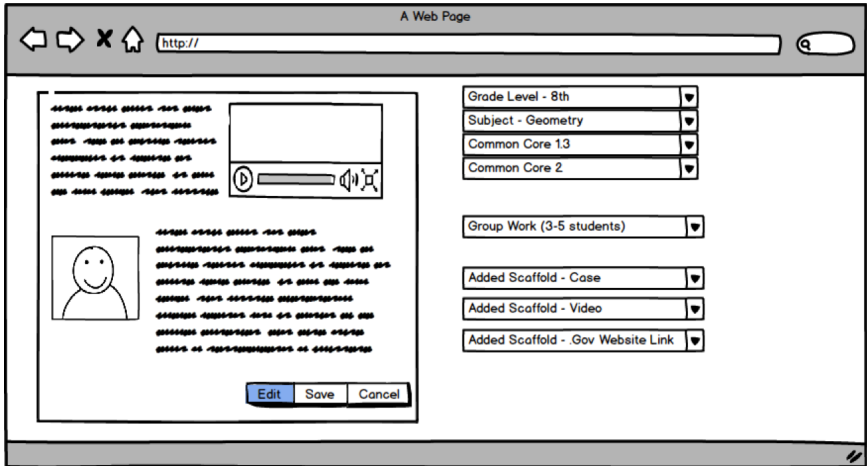 A Web Page
http://
Grade Level - 8th
Subject - Geometry
Common Core 1.3
Common Core 2
Group Work (3-5 students)
Added Scaffold - Case
Added Scaffold - Video
Added Scaffold - .Gov Website Link
Edit Save Cancel